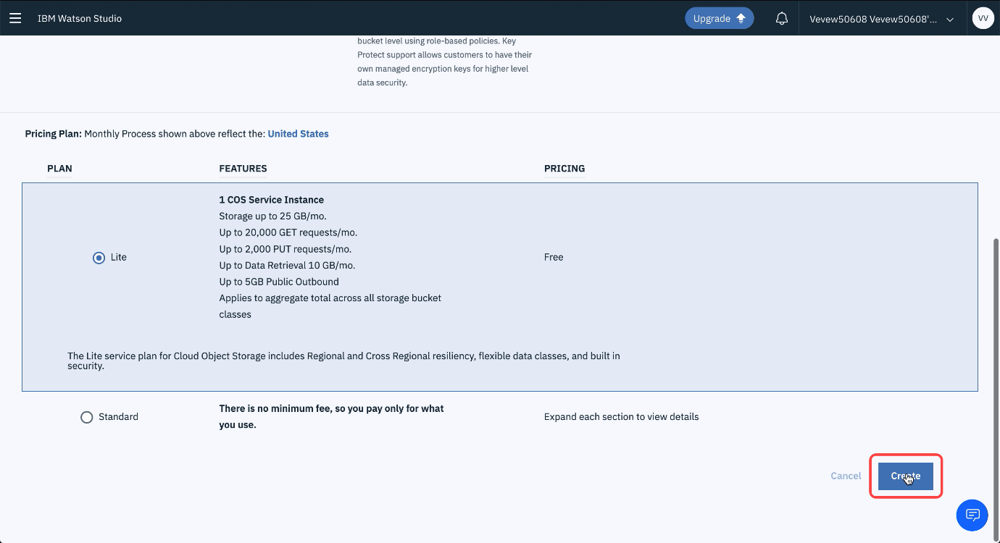 IBM Watson Studio
Upgrade
Vevew50608 Vevew50608'...
VV
bucket level using role-based policies. Key
Protect support allows customers to have their
own managed encryption keys for higher level
data security.
Pricing Plan: Monthly Process shown above reflect the: United States
PLAN
FEATURES
PRICING
1 COS Service Instance
Storage up to 25 GB/mo.
Up to 20,000 GET requests/mo.
Up to 2,000 PUT requests/mo.
Lite
Free
Up to Data Retrieval 10 GB/mo.
Up to 5GB Public Outbound
Applies to aggregate total across all storage bucket
classes
The Lite service plan for Cloud Object Storage includes Regional and Cross Regional resiliency, flexible data classes, and built in
security.
Standard
There is no minimum fee, so you pay only for what
you use.
Expand each section to view details
Cancel
Create